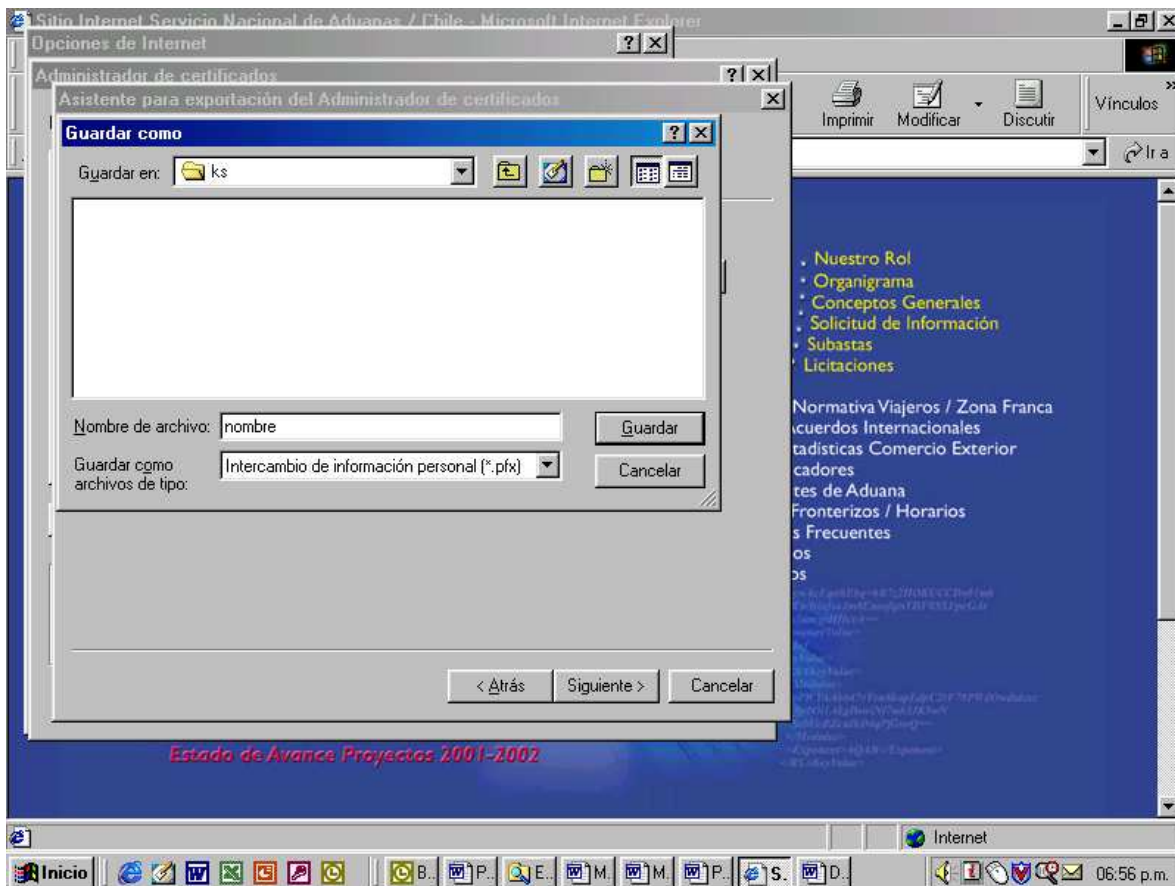 Sitio Internet Servicio Nacional de Aduanas / Chile - Microsoft Internet Explorer
Opciones de Internet
Administrador de certificados
Asistente para exportación del Administrador de certificados
Imprimir Modificar Discutir Vínculos
Guardar como
Guardar en: ks
Ir a
Nuestro Rol
Organigrama
Conceptos Generales
Solicitud de Información
Subastas
Licitaciones
Nombre de archivo: nombre Guardar
Guardar como archivos de tipo: Intercambio de información personal (*.pfx) Cancelar
Normativa Viajeros / Zona Franca
cuerdos Internacionales
tadisticas Comercio Exterior
cadores
tes de Aduana
Fronterizos / Horarios
s Frecuentes
os
os
< Atrás Siguiente > Cancelar
Estado de Avance Proyectos 2001-2002
Internet
Inicio B.. P.. E.. M. M. P.. S. D.. 06:56 p.m.